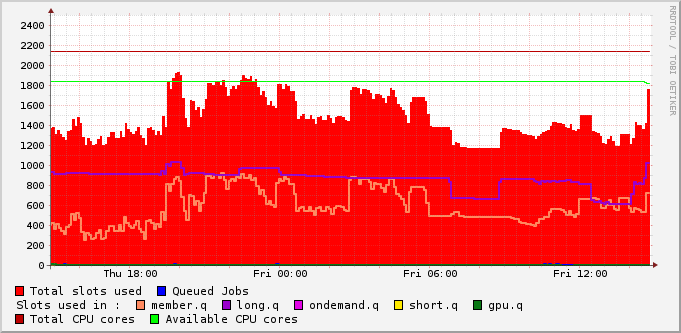 RRDTOOL / TOBI OETIKER
2400
2200
2000
1800
1600
1400
1200
1000
800
600
400
200
0
Thu 18:00 Fri 00:00 Fri 06:00 Fri 12:00
Total slots used Queued Jobs
Slots used in : member.q long.q ondemand.q short.q gpu.q
Total CPU cores Available CPU cores